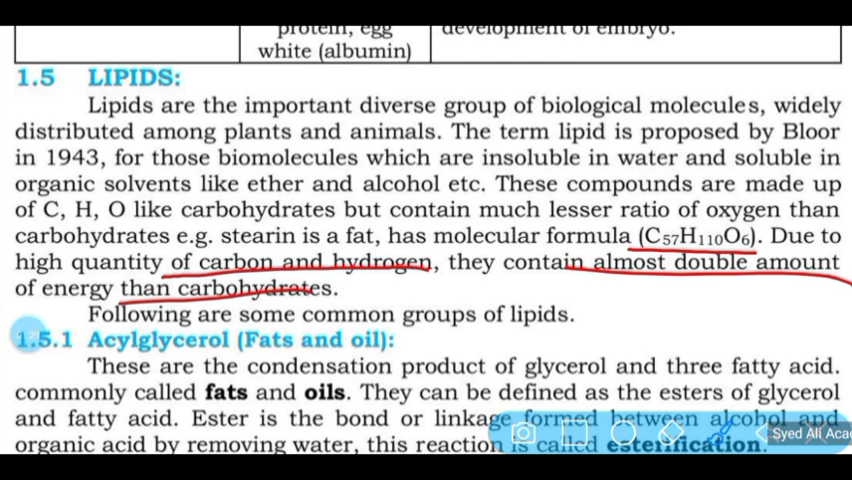 protein, egg development of embryo.
white (albumin)
1.5 LIPIDS:
Lipids are the important diverse group of biological molecules, widely
distributed among plants and animals. The term lipid is proposed by Bloor
in 1943, for those biomolecules which are insoluble in water and soluble in
organic solvents like ether and alcohol etc. These compounds are made up
of C, H, O like carbohydrates but contain much lesser ratio of oxygen than
carbohydrates e.g. stearin is a fat, has molecular formula (C₅₇H₁₁₀O₆). Due to
high quantity of carbon and hydrogen, they contain almost double amount
of energy than carbohydrates.
Following are some common groups of lipids.
1.5.1 Acylglycerol (Fats and oil):
These are the condensation product of glycerol and three fatty acid.
commonly called fats and oils. They can be defined as the esters of glycerol
and fatty acid. Ester is the bond or linkage formed between alcohol and
organic acid by removing water, this reaction is called esterification.
Syed Ali Aca